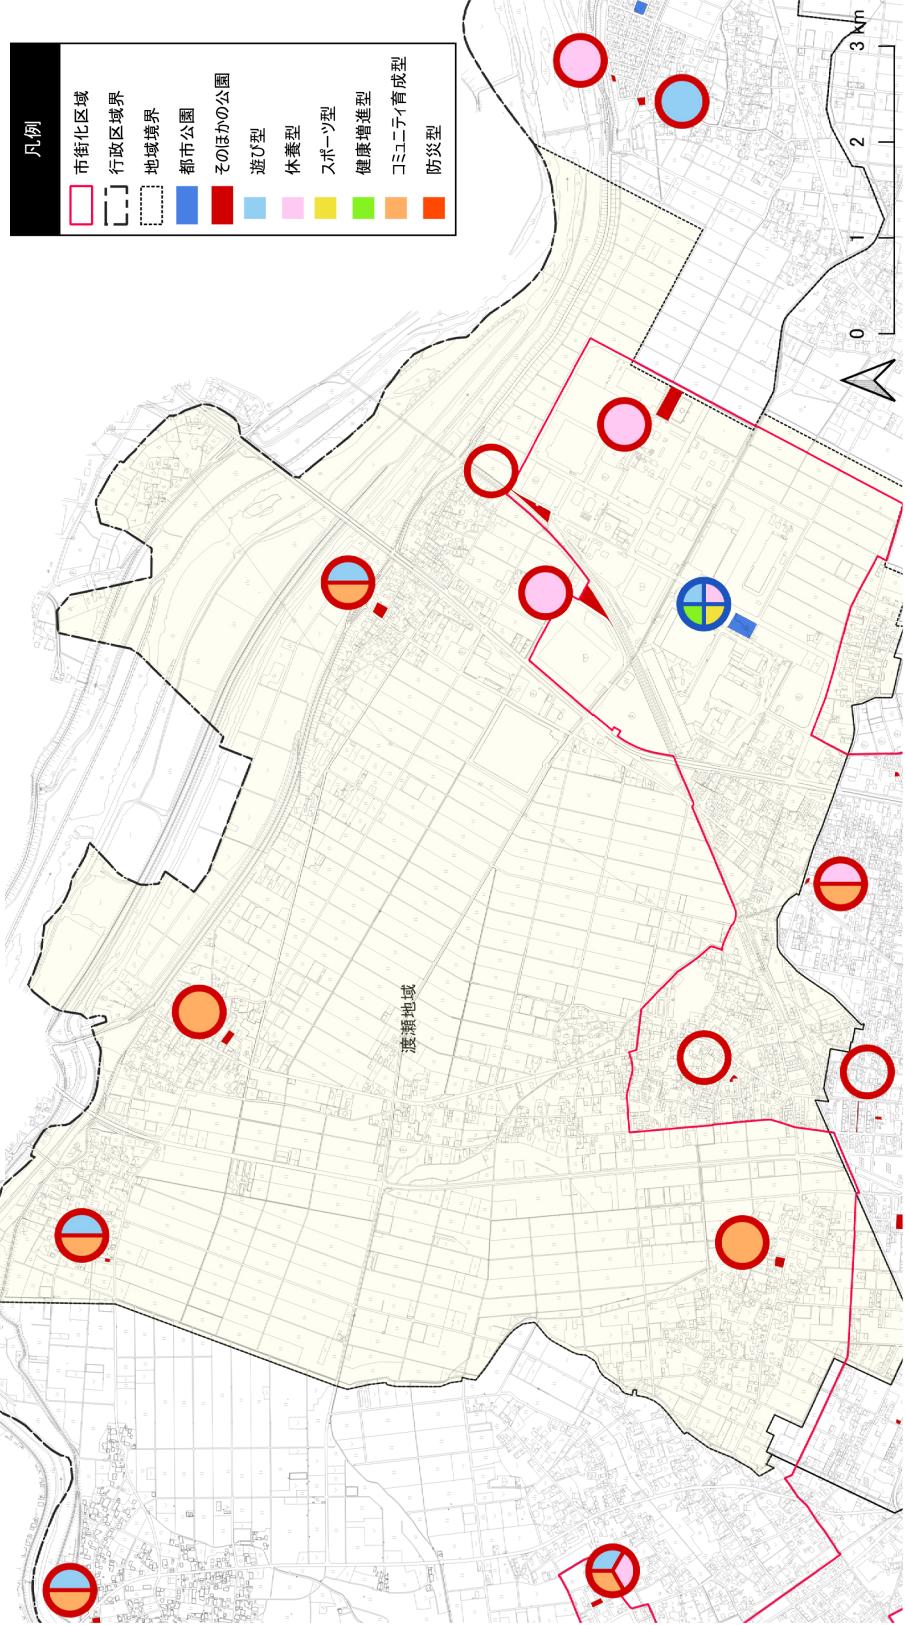 凡例
市街化区域
行政区域界
地域境界
都市公園
そのほかの公園
遊び型
休養型
スポーツ型
健康増進型
コミュニティ育成型
防災型
渡瀬地域
0 1 2 3 km